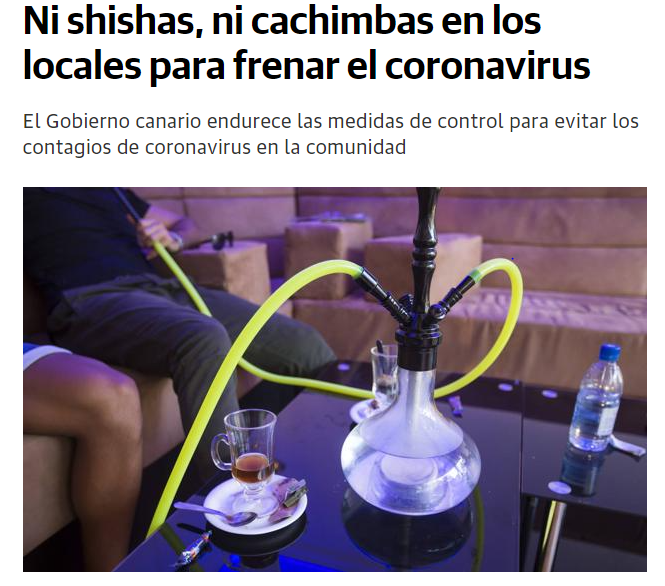 Ni shishas, ni cachimbas en los
locales para frenar el coronavirus
El Gobierno canario endurece las medidas de control para evitar los
contagios de coronavirus en la comunidad